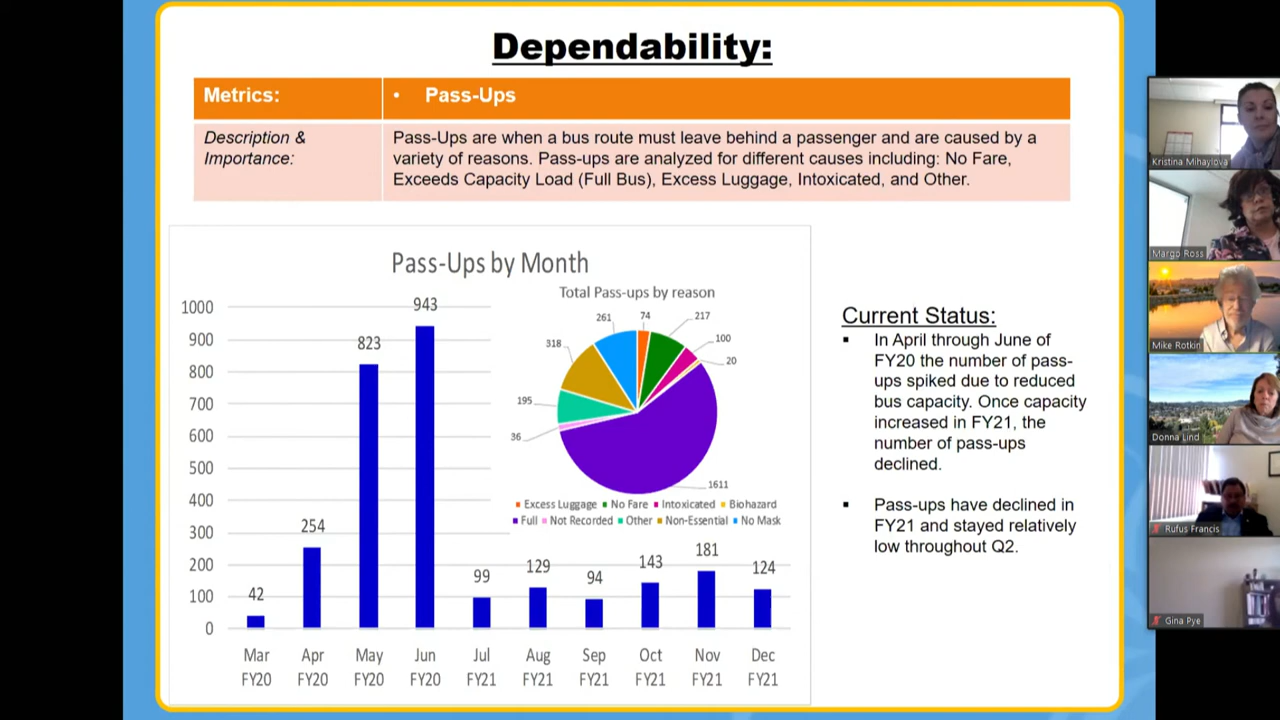 Dependability:
Metrics:
• Pass-Ups
Description &
Importance:
Pass-Ups are when a bus route must leave behind a passenger and are caused by a
variety of reasons. Pass-ups are analyzed for different causes including: No Fare,
Exceeds Capacity Load (Full Bus), Excess Luggage, Intoxicated, and Other.
Pass-Ups by Month
1000
900
800
700
600
500
400
300
200
100
0
42
254
823
943
99
129
94
143
181
124
Mar
FY20
Apr
FY20
May
FY20
Jun
FY20
Jul
FY21
Aug
FY21
Sep
FY21
Oct
FY21
Nov
FY21
Dec
FY21
Total Pass-ups by reason
74
217
100
20
1611
36
195
318
261
Excess Luggage No Fare Intoxicated Biohazard
Full Not Recorded Other Non-Essential No Mask
Current Status:
In April through June of
FY20 the number of pass-
ups spiked due to reduced
bus capacity. Once capacity
increased in FY21, the
number of pass-ups
declined.
Pass-ups have declined in
FY21 and stayed relatively
low throughout Q2.
Kristina Mihaylova
Margo Ross
Mike Rotkin
Donna Lind
Rufus Francis
Gina Pye